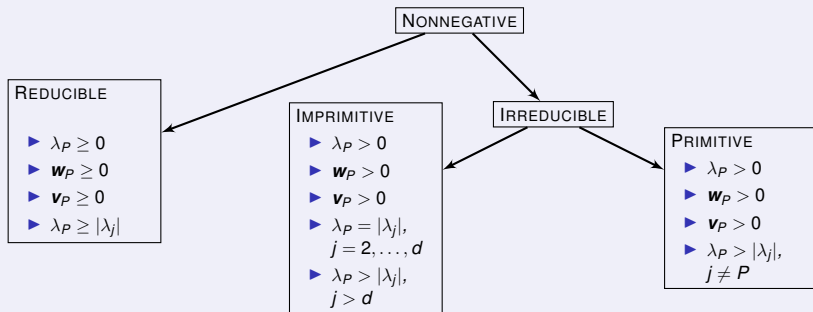 NONNEGATIVE
REDUCIBLE
▶ λ_P ≥ 0
▶ w_P ≥ 0
▶ v_P ≥ 0
▶ λ_P ≥ |λ_j|
IMPRIMITIVE
▶ λ_P > 0
▶ w_P > 0
▶ v_P > 0
▶ λ_P = |λ_j|,
j = 2, . . . , d
▶ λ_P > |λ_j|,
j > d
IRREDUCIBLE
PRIMITIVE
▶ λ_P > 0
▶ w_P > 0
▶ v_P > 0
▶ λ_P > |λ_j|,
j ≠ P